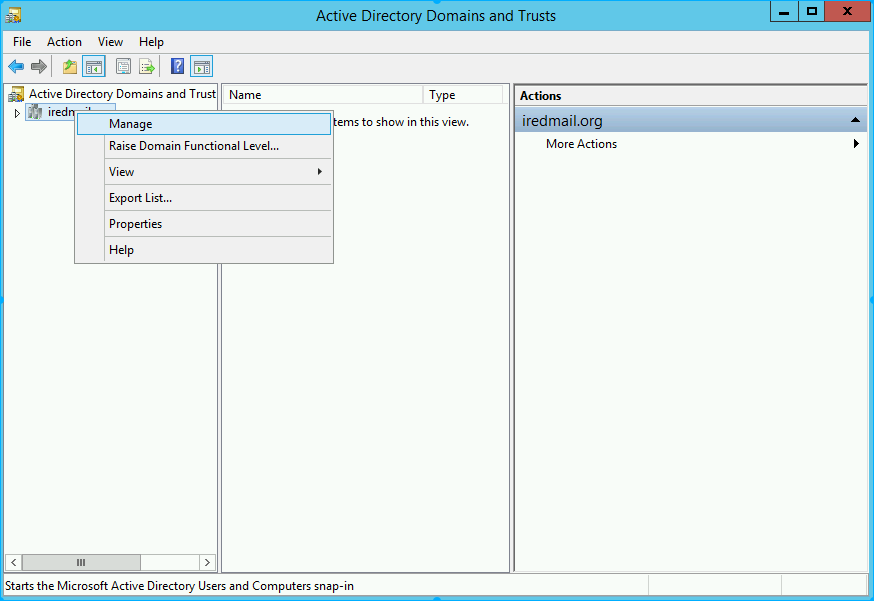 Active Directory Domains and Trusts
File Action View Help
Active Directory Domains and Trust
Name Type
Actions
Manage
tems to show in this view.
iredmail.org
Raise Domain Functional Level...
More Actions
View
Export List...
Properties
Help
Starts the Microsoft Active Directory Users and Computers snap-in